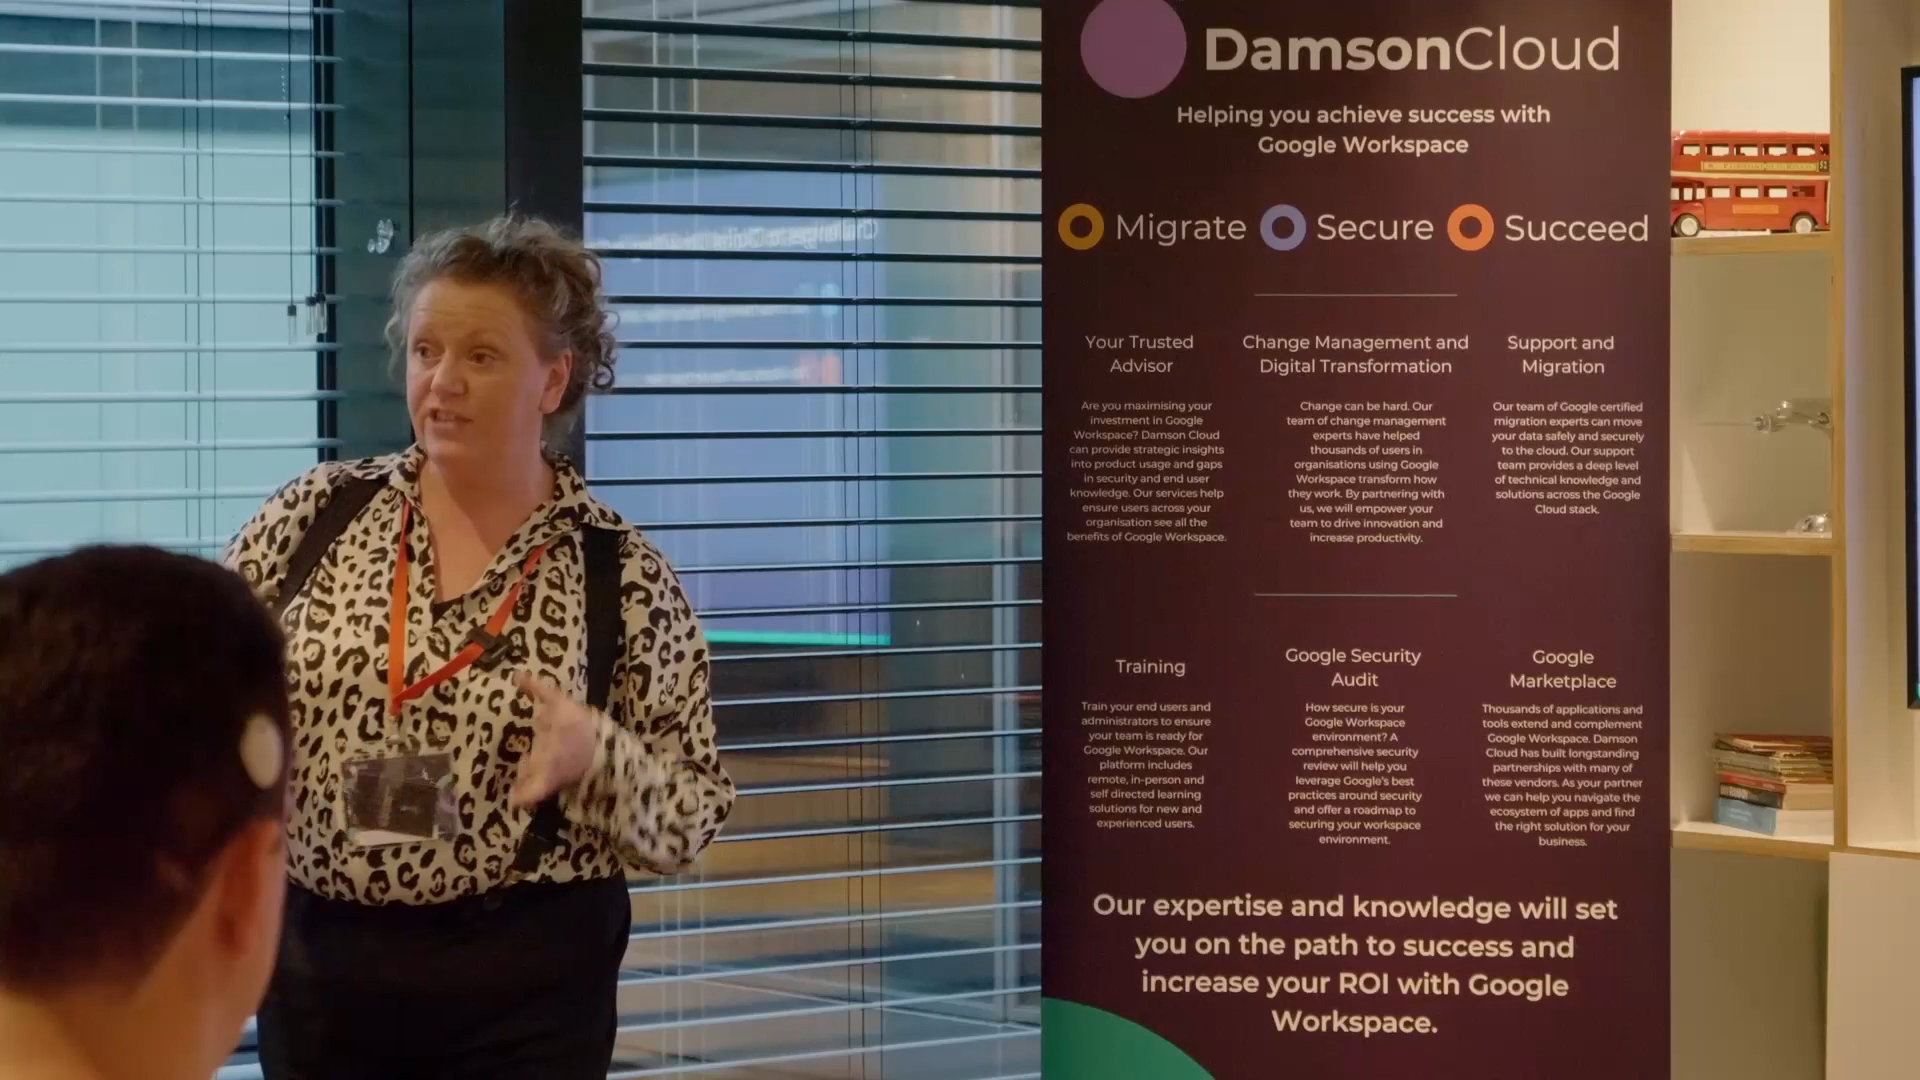 DamsonCloud
Helping you achieve success with
Google Workspace
Migrate Secure Succeed
Your Trusted
Advisor
Are you maximising your
investment in Google
Workspace? Damson Cloud
can provide strategic insights
into product usage and gaps
in security and end user
knowledge. Our services help
ensure users across your
organisation see all the
benefits of Google Workspace.
Change Management and
Digital Transformation
Change can be hard. Our
team of change management
experts have helped
thousands of users in
organisations using Google
Workspace transform how
they work. By partnering with
us, we will empower your
team to drive innovation and
increase productivity.
Support and
Migration
Our team of Google certified
migration experts can move
your data safely and securely
to the cloud. Our support
team provides a deep level
of technical knowledge and
solutions across the Google
Cloud stack.
Training
Train your end users and
administrators to ensure
your team is ready for
Google Workspace. Our
platform includes
remote, in-person and
self directed learning
solutions for new and
experienced users.
Google Security
Audit
How secure is your
Google Workspace
environment? A
comprehensive security
review will help you
leverage Google's best
practices around security
and offer a roadmap to
securing your workspace
environment.
Google
Marketplace
Thousands of applications and
tools extend and complement
Google Workspace. Damson
Cloud has built longstanding
partnerships with many of
these vendors. As your partner
we can help you navigate the
ecosystem of apps and find
the right solution for your
business.
Our expertise and knowledge will set
you on the path to success and
increase your ROI with Google
Workspace.